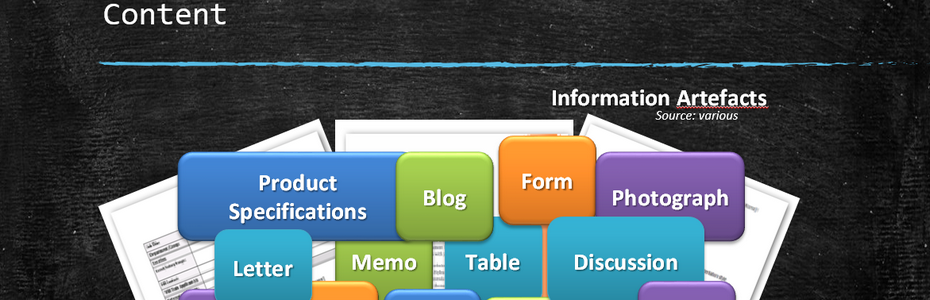 Content
Information Artefacts
Source: various
Product
Specifications
Blog
Form
Photograph
Letter
Memo
Table
Discussion